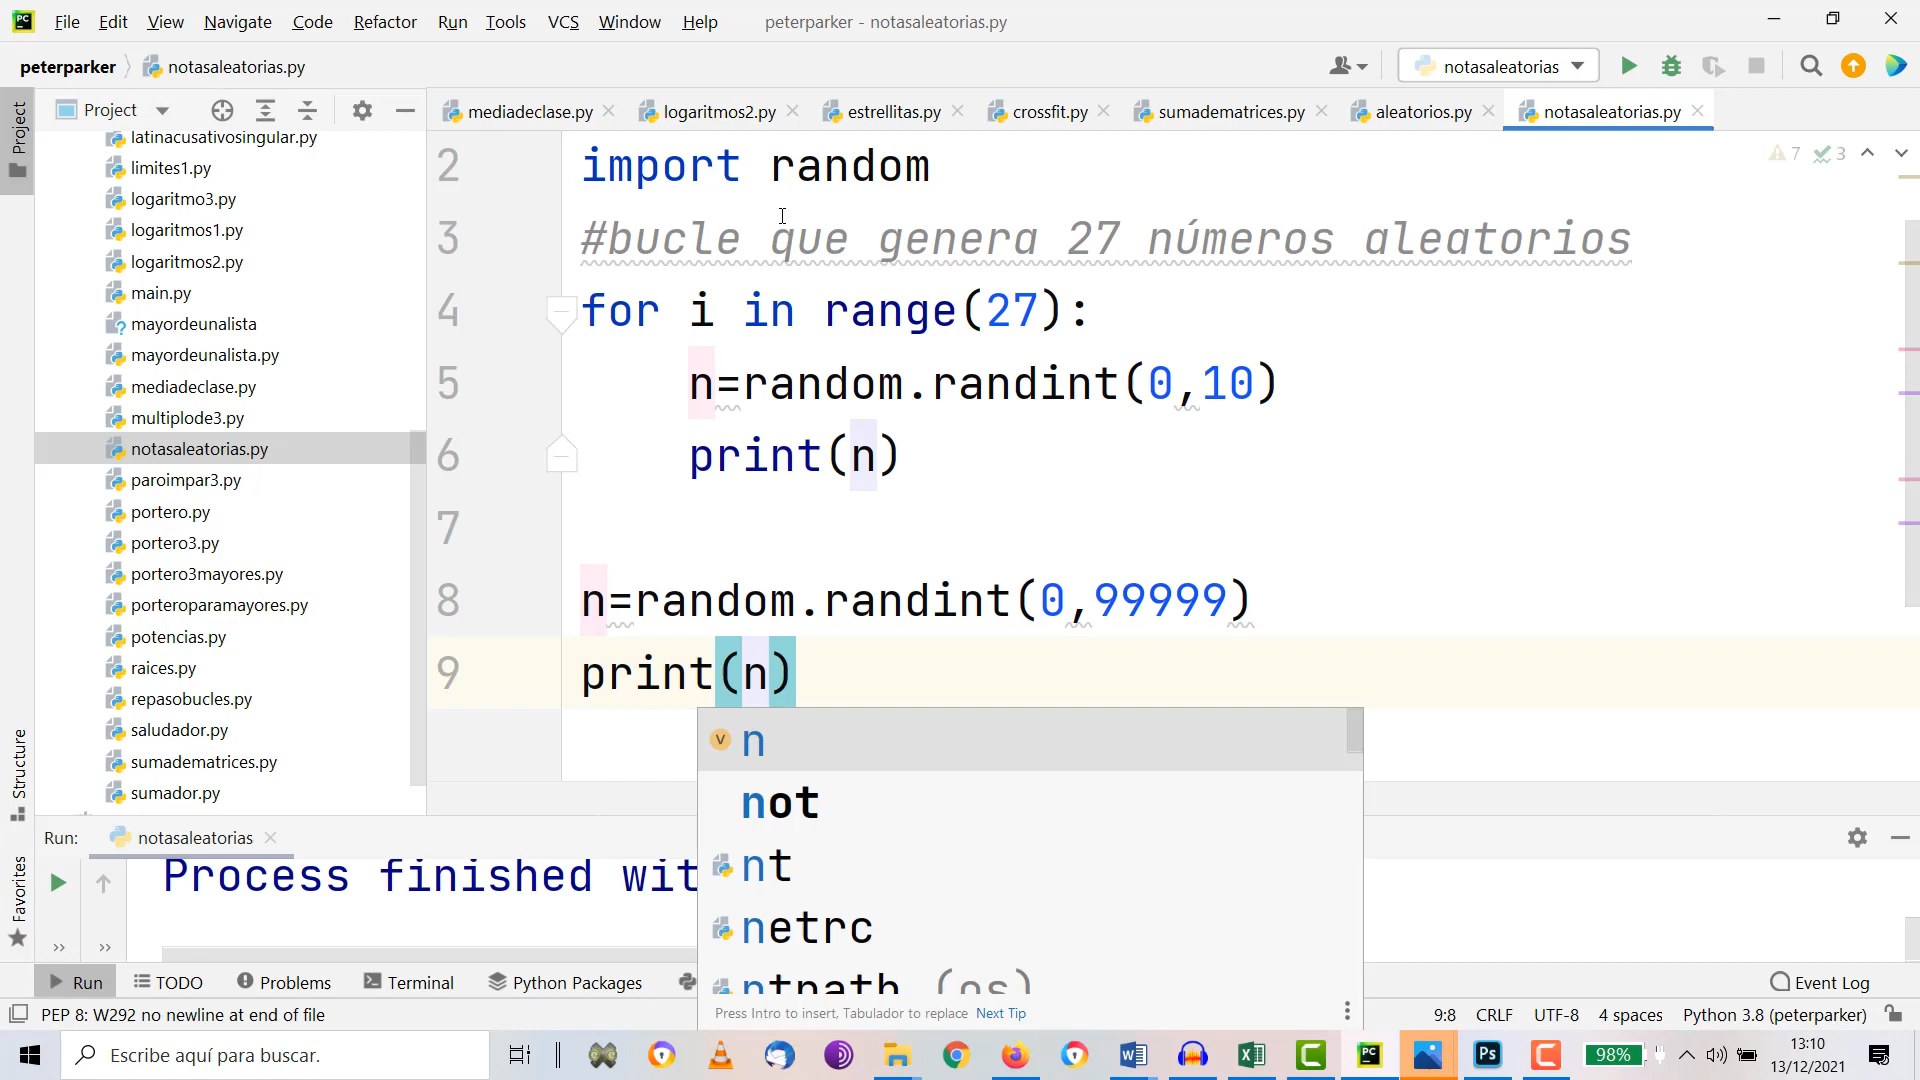 File Edit View Navigate Code Refactor Run Tools VCS Window Help peterparker - notasaleatorias.py
peterparker notasaleatorias.py notasaleatorias
Project
Project
mediadeclase.py logaritmos2.py estrellitas.py crossfit.py sumadematrices.py aleatorios.py notasaleatorias.py
latinacusativosingular.py
limites1.py
logaritmo3.py
logaritmos1.py
logaritmos2.py
main.py
mayordeunalista
mayordeunalista.py
mediadeclase.py
multiplode3.py
notasaleatorias.py
paroimpar3.py
portero.py
portero3.py
portero3mayores.py
porteroparamayores.py
potencias.py
raices.py
repasobucles.py
saludador.py
sumadematrices.py
sumador.py
7 3
2 import random
3 #bucle que genera 27 números aleatorios
4 for i in range(27):
5 n=random.randint(0,10)
6 print(n)
7
8 n=random.randint(0,99999)
9 print(n)
v n
not
nt
netrc
ntpath (os)
Press Intro to insert, Tabulador to replace Next Tip
Structure
Favorites
Run: notasaleatorias
Process finished wit
Run TODO Problems Terminal Python Packages Event Log
PEP 8: W292 no newline at end of file 9:8 CRLF UTF-8 4 spaces Python 3.8 (peterparker)
Escribe aquí para buscar. 98% 13:10
13/12/2021